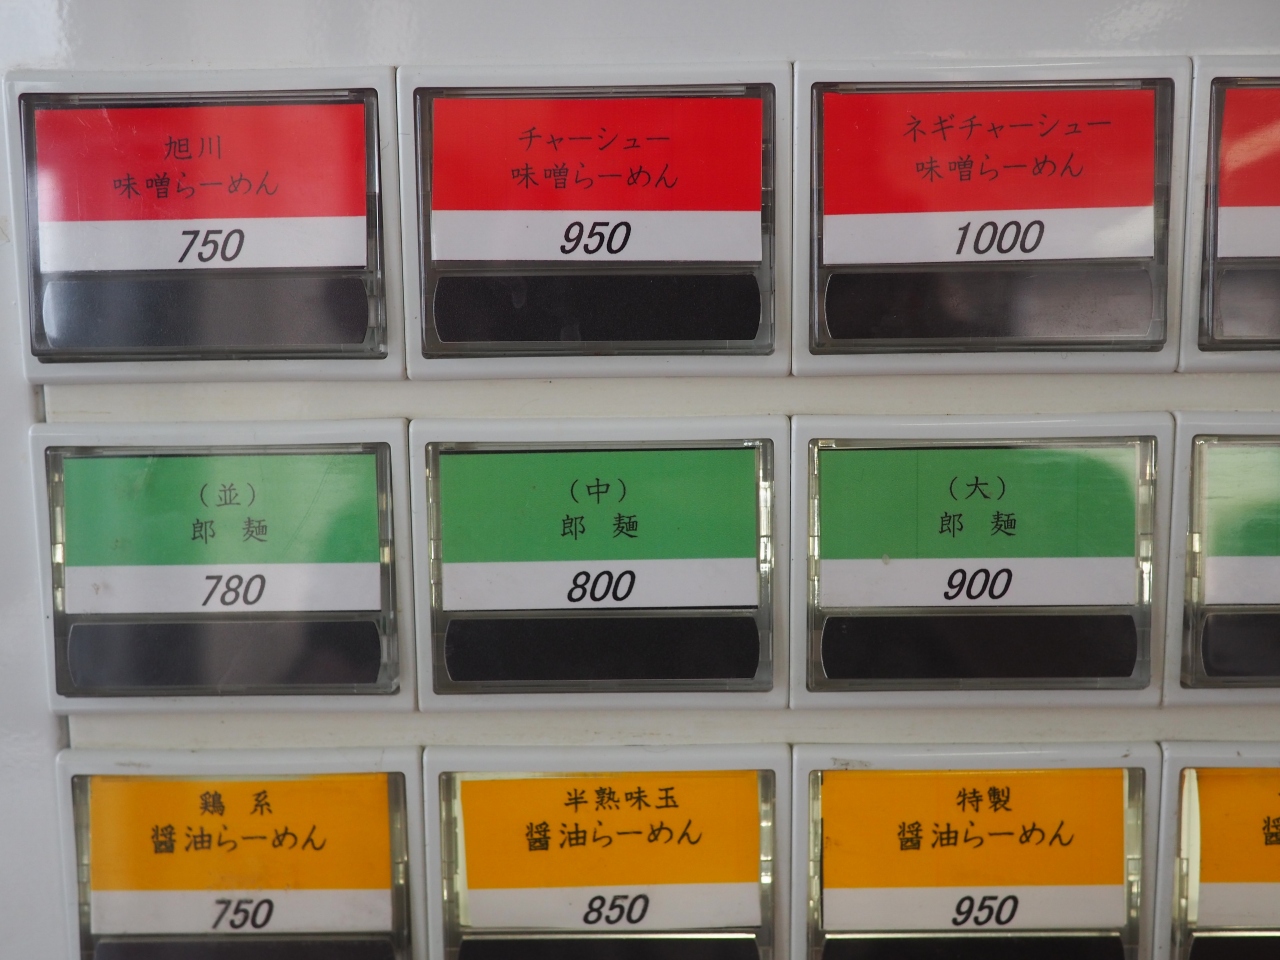 旭川
味噌らーめん
750
チャーシュー
味噌らーめん
950
ネギチャーシュー
味噌らーめん
1000
（並）
郎 麺
780
（中）
郎 麺
800
（大）
郎 麺
900
鶏 系
醤油らーめん
750
半熟味玉
醤油らーめん
850
特製
醤油らーめん
950